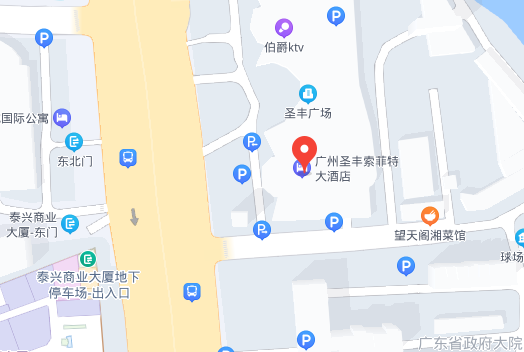 伯爵ktv
圣丰广场
国际公寓
东北门
广州圣丰索菲特
大酒店
泰兴商业
大厦-东门
望天阁湘菜馆
球场
泰兴商业大厦地下
停车场-出入口
广东省政府大院